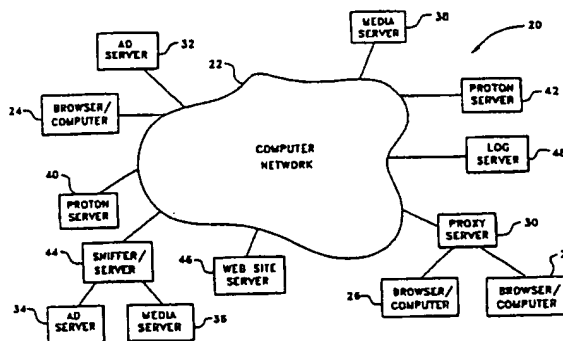 MEDIA SERVER
38
20
AD SERVER
32
22
PROTON SERVER
42
24
BROWSER/ COMPUTER
COMPUTER NETWORK
LOG SERVER
48
40
PROTON SERVER
PROXY SERVER
30
44
SNIFFER/ SERVER
46
WEB SITE SERVER
34
AD SERVER
MEDIA SERVER
36
26
BROWSER/ COMPUTER
BROWSER/ COMPUTER